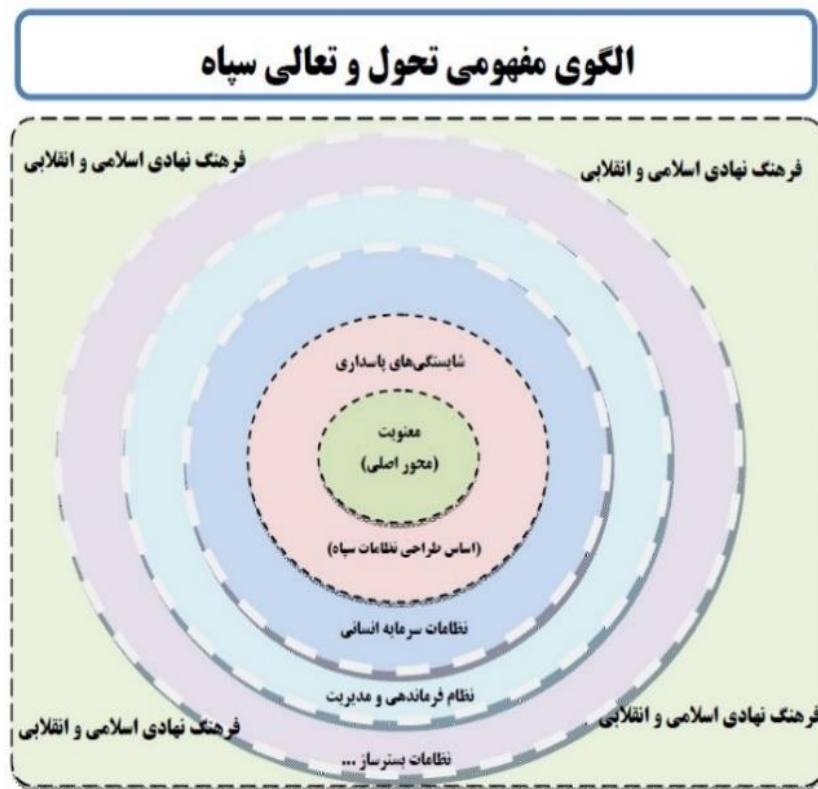 الگوی مفهومی تحول و تعالی سپاه
فرهنگ نهادی اسلامی و انقلابی
فرهنگ نهادی اسلامی و انقلابی
شایستگی‌های پاسداری
معنویت
(محور اصلی)
(اساس طراحی نظامات سپاه)
نظامات سرمایه انسانی
نظام فرماندهی و مدیریت
فرهنگ نهادی اسلامی و انقلابی
فرهنگ نهادی اسلامی و انقلابی
نظامات بسترساز ...